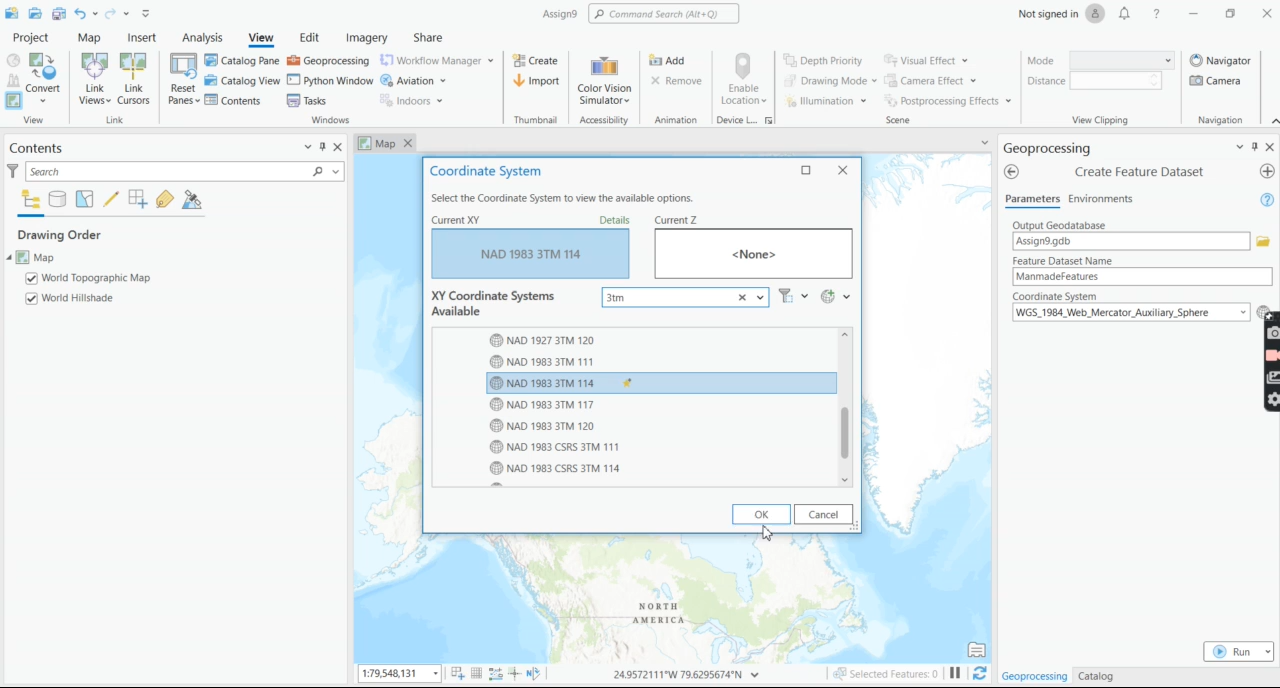 Assign9
Command Search (Alt+Q)
Not signed in
?
Project
Map
Insert
Analysis
View
Edit
Imagery
Share
Convert
Link
Views
Link
Cursors
Reset
Panes
Catalog Pane
Catalog View
Contents
Geoprocessing
Python Window
Tasks
Workflow Manager
Aviation
Indoors
Create
Import
Color Vision
Simulator
Add
Remove
Enable
Location
Depth Priority
Drawing Mode
Illumination
Visual Effect
Camera Effect
Postprocessing Effects
Mode
Distance
Navigator
Camera
View
Link
Windows
Thumbnail
Accessibility
Animation
Device L...
Scene
View Clipping
Navigation
Contents
Search
Drawing Order
Map
World Topographic Map
World Hillshade
Map
Coordinate System
Select the Coordinate System to view the available options.
Current XY
Details
Current Z
NAD 1983 3TM 114
<None>
XY Coordinate Systems
Available
3tm
NAD 1927 3TM 120
NAD 1983 3TM 111
NAD 1983 3TM 114
NAD 1983 3TM 117
NAD 1983 3TM 120
NAD 1983 CSRS 3TM 111
NAD 1983 CSRS 3TM 114
OK
Cancel
NORTH
AMERICA
1:79,548,131
24.9572111°W 79.6295674°N
Selected Features: 0
Geoprocessing
Create Feature Dataset
Parameters
Environments
?
Output Geodatabase
Assign9.gdb
Feature Dataset Name
ManmadeFeatures
Coordinate System
WGS_1984_Web_Mercator_Auxiliary_Sphere
Run
Geoprocessing
Catalog